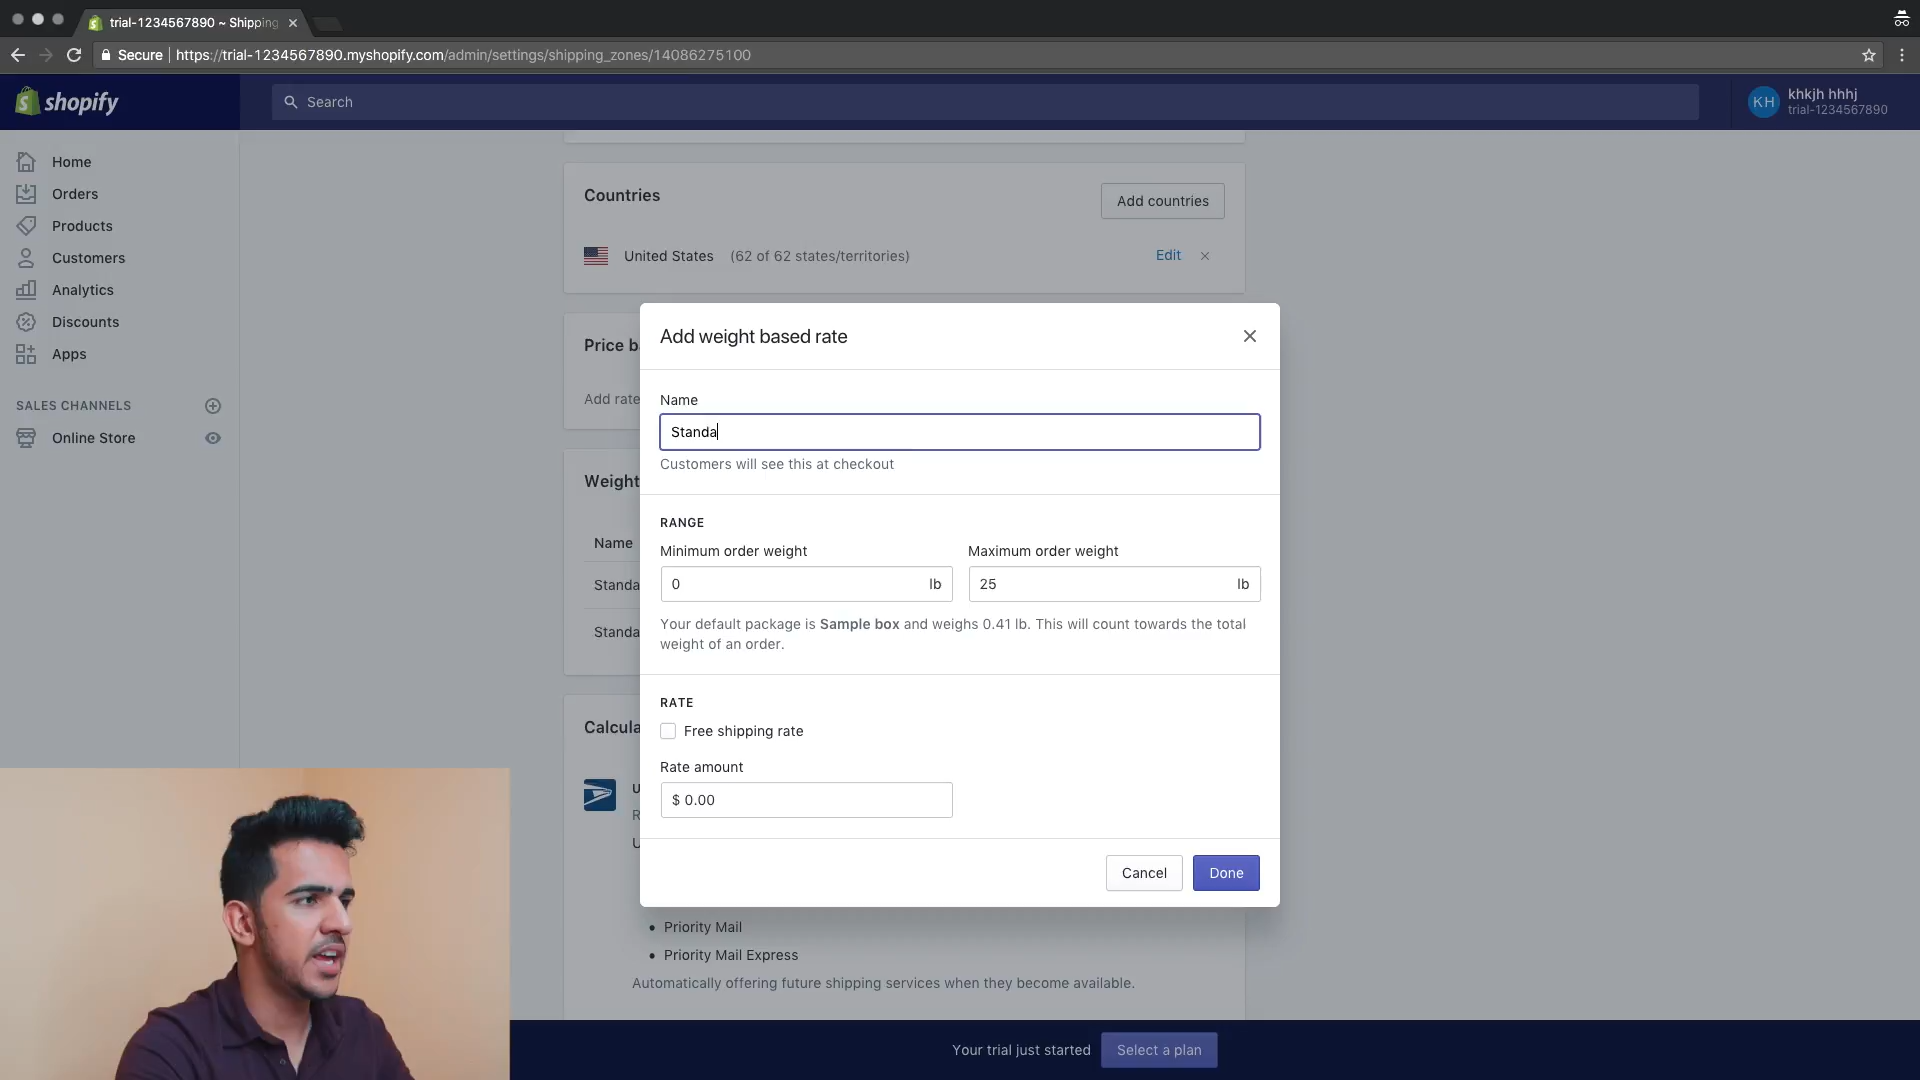 trial-1234567890 ~ Shipping
Secure https://trial-1234567890.myshopify.com/admin/settings/shipping_zones/14086275100
shopify
Search
KH
khkjh hhhj
trial-1234567890
Home
Orders
Products
Customers
Analytics
Discounts
Apps
SALES CHANNELS
Online Store
Countries
Add countries
United States (62 of 62 states/territories)
Edit
Price b
Add rate
Weight
Name
Standa
Standa
Calcula
U
R
U
Add weight based rate
Name
Standa
Customers will see this at checkout
RANGE
Minimum order weight
Maximum order weight
0 lb
25 lb
Your default package is Sample box and weighs 0.41 lb. This will count towards the total
weight of an order.
RATE
Free shipping rate
Rate amount
$ 0.00
Cancel
Done
• Priority Mail
• Priority Mail Express
Automatically offering future shipping services when they become available.
Your trial just started
Select a plan